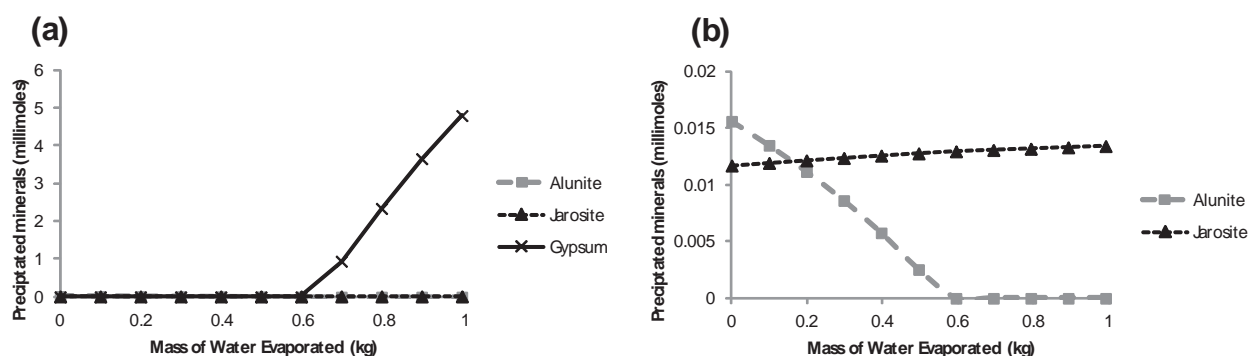 (a)
Preciptated minerals (millimoles)
6
5
4
3
2
1
0
0
0.2
0.4
0.6
0.8
1
Mass of Water Evaporated (kg)
Alunite
Jarosite
Gypsum
(b)
Preciptated minerals (millimoles)
0.02
0.015
0.01
0.005
0
0
0.2
0.4
0.6
0.8
1
Mass of Water Evaporated (kg)
Alunite
Jarosite